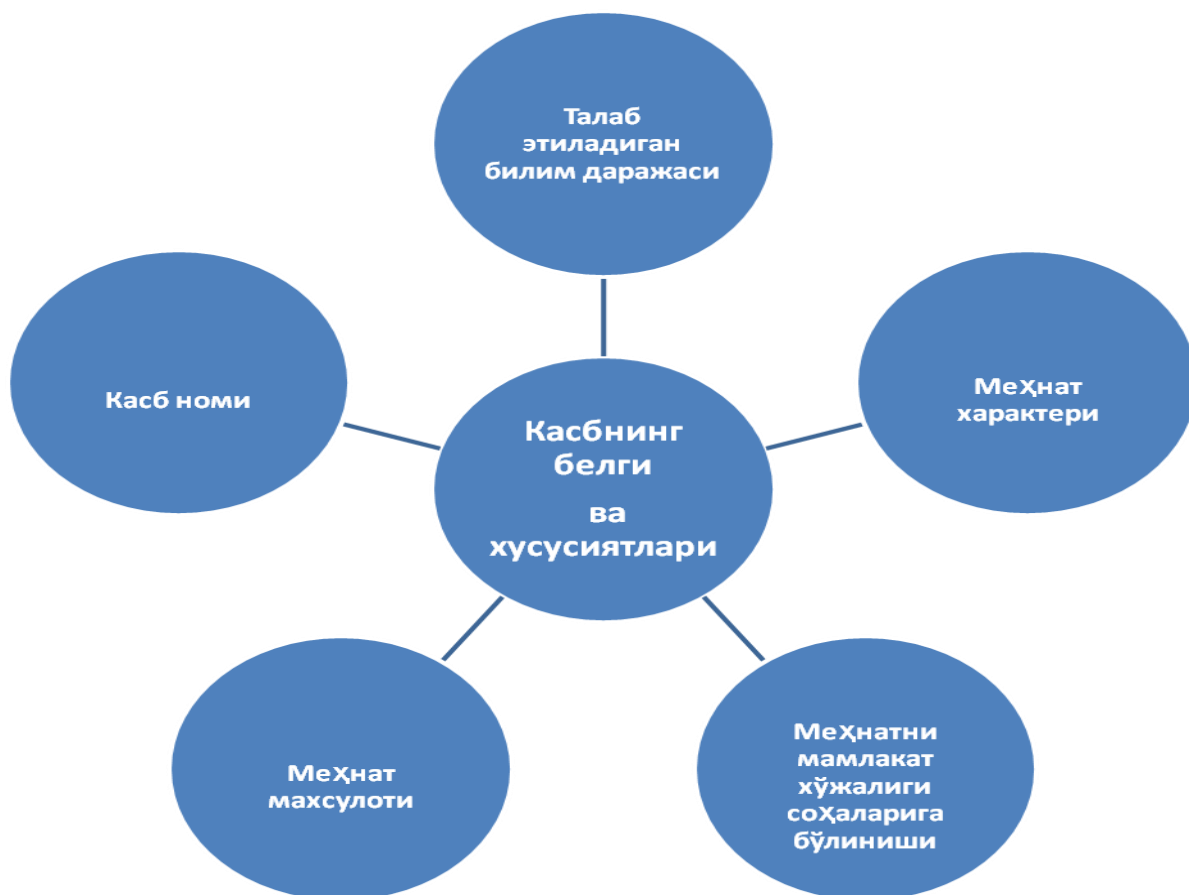 Талаб
этиладиган
билим даражаси
Касб номи
Меҳнат
характери
Касбнинг
белги
ва
хусусиятлари
Меҳнат
махсулоти
Меҳнатни
мамлакат
хўжалиги
соҳаларига
бўлиниши